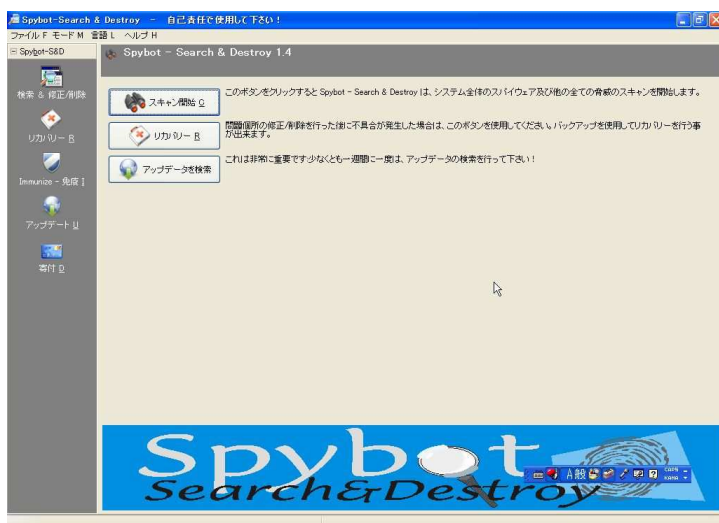 Spybot-Search & Destroy － 自己責任で使用して下さい！
ファイル F モード M 言語 L ヘルプ H
Spybot-S&D
Spybot - Search & Destroy 1.4
検索 & 修正/削除
リカバリー R
Immunize - 免疫 I
アップデート U
寄付 D
スキャン開始 C
このボタンをクリックすると Spybot - Search & Destroy は、システム全体のスパイウェア及び他の全ての脅威のスキャンを開始します。
リカバリー R
問題個所の修正/削除を行った後に不具合が発生した場合は、このボタンを使用してください。バックアップを使用してリカバリーを行う事
が出来ます。
アップデータを検索
これは非常に重要です少なくとも一週間に一度は、アップデータの検索を行って下さい！
Spybot
Search&Destroy
A 般
CAPS
KANA